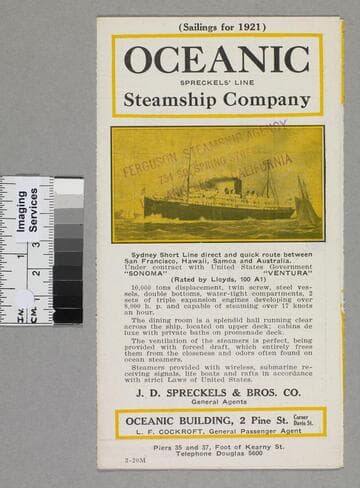 (Sailings for 1921)
OCEANIC
SPRECKELS' LINE
Steamship Company
FERGUSON STEAMSHIP AGENCY
734 SO. SPRING
CALIFORNIA
Sydney Short Line direct and quick route between
San Francisco, Hawaii, Samoa and Australia.
Under contract with United States Government
"SONOMA" "VENTURA"
(Rated by Lloyds, 100 A1)
10,000 tons displacement, twin screw, steel ves-
sels, double bottoms, water-tight compartments, 2
sets of triple expansion engines developing over
8,000 h. p. and capable of steaming over 17 knots
an hour.
The dining room is a splendid hall running clear
across the ship, located on upper deck; cabins de
luxe with private baths on promenade deck.
The ventilation of the steamers is perfect, being
provided with forced draft, which entirely frees
them from the closeness and odors often found on
ocean steamers.
Steamers provided with wireless, submarine re-
ceiving signals, life boats and rafts in accordance
with strict Laws of United States.
J. D. SPRECKELS & BROS. CO.
General Agents
OCEANIC BUILDING, 2 Pine St. Corner Davis St.
L. F. COCKROFT, General Passenger Agent
Piers 35 and 37, Foot of Kearny St.
Telephone Douglas 5600
2-20M
Imaging
Services
IN.
CM.
1
2